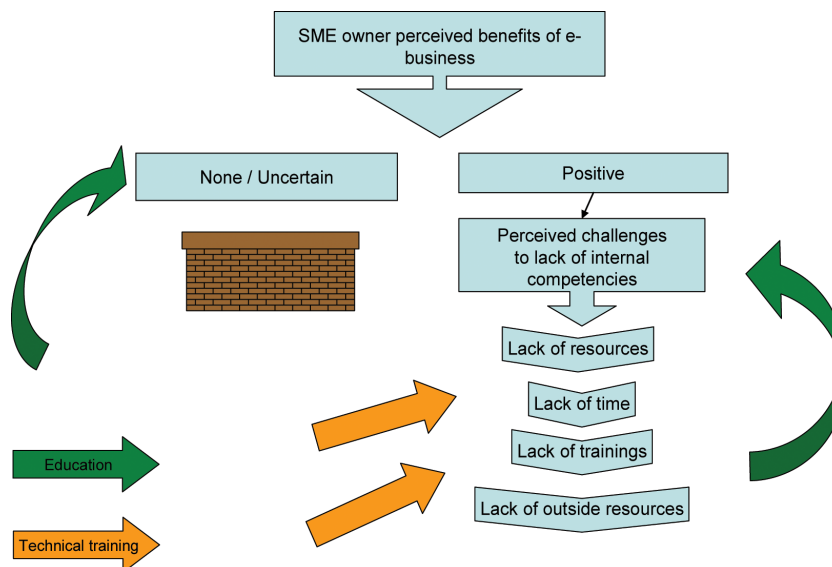 SME owner perceived benefits of e-
business
None / Uncertain
Positive
Perceived challenges
to lack of internal
competencies
Lack of resources
Lack of time
Lack of trainings
Lack of outside resources
Education
Technical training